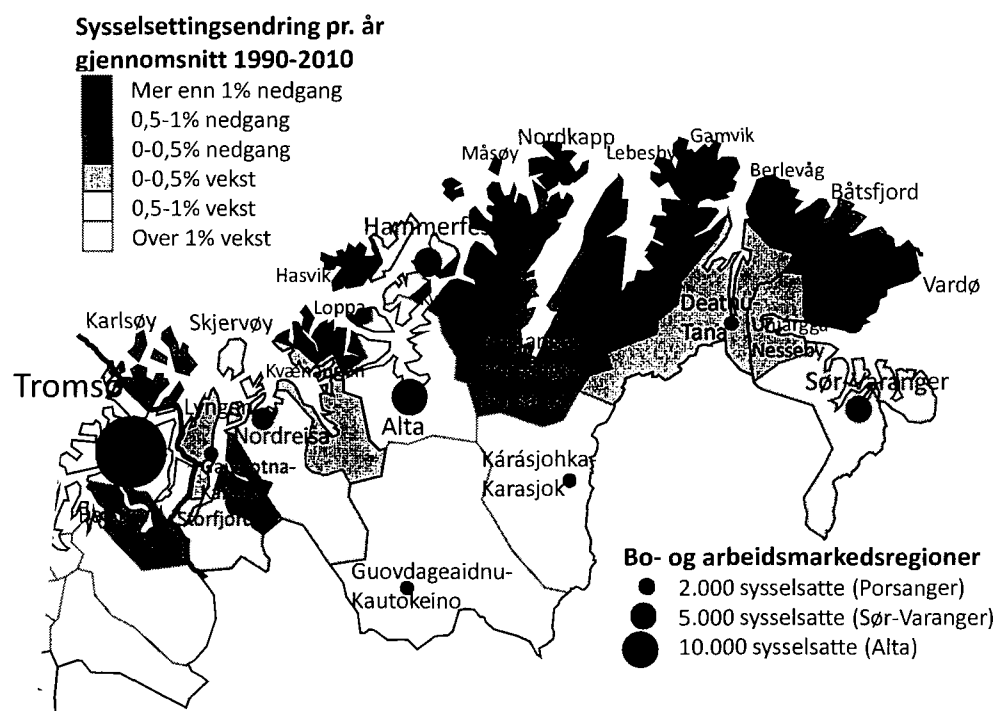 Sysselsettingsendring pr. år
gjennomsnitt 1990-2010
Mer enn 1% nedgang
0,5-1% nedgang
0-0,5% nedgang
0-0,5% vekst
0,5-1% vekst
Over 1% vekst
Nordkapp
Gamvik
Måsøy
Lebesby
Berlevåg
Båtsfjord
Hammerfes
Hasvik
Vardø
Loppa
Deatnu
Tana
Karlsøy
Skjervøy
Nesseby
Kvænangen
Sør-Varanger
Tromsø
Lyngen
Nordreisa
Alta
Kárásjohka-
Karasjok
Storfjord
Guovdageaidnu-
Kautokeino
Bo- og arbeidsmarkedsregioner
2.000 sysselsatte (Porsanger)
5.000 sysselsatte (Sør-Varanger)
10.000 sysselsatte (Alta)